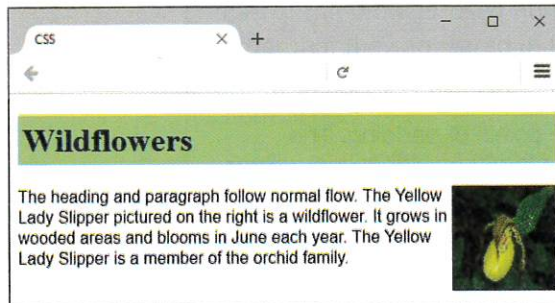 CSS
Wildflowers
The heading and paragraph follow normal flow. The Yellow
Lady Slipper pictured on the right is a wildflower. It grows in
wooded areas and blooms in June each year. The Yellow
Lady Slipper is a member of the orchid family.